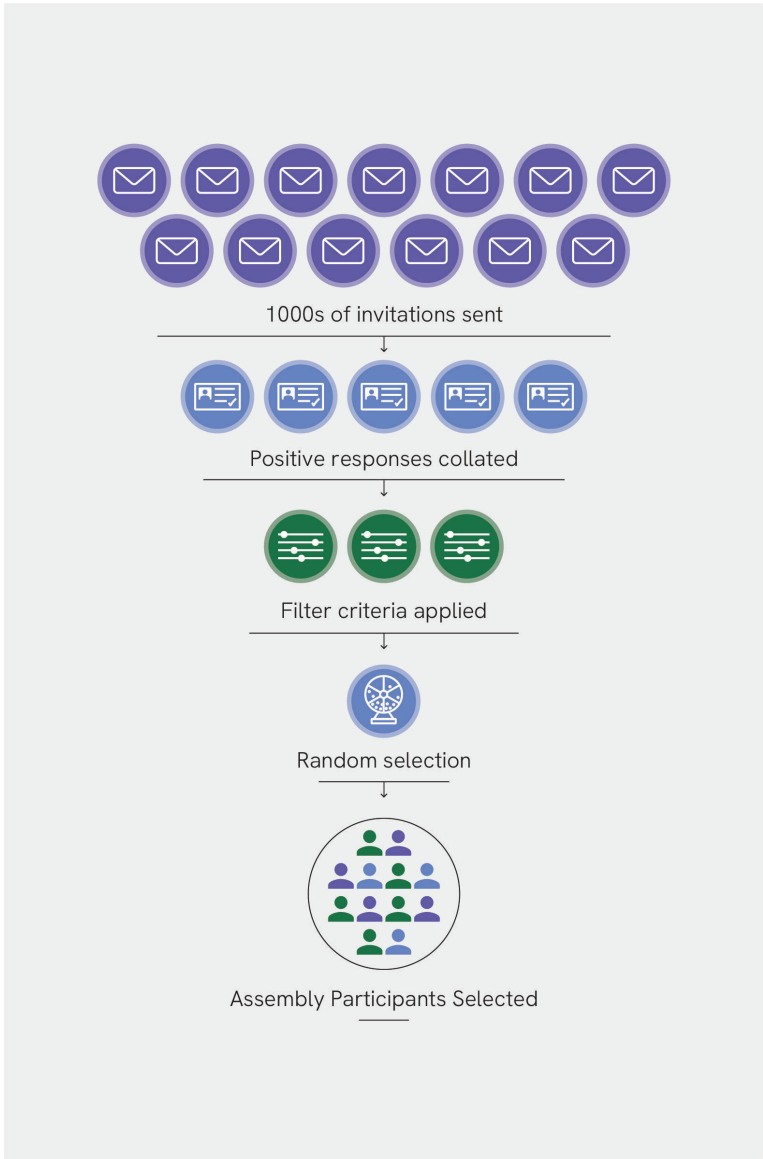 1000s of invitations sent
Positive responses collated
Filter criteria applied
Random selection
Assembly Participants Selected